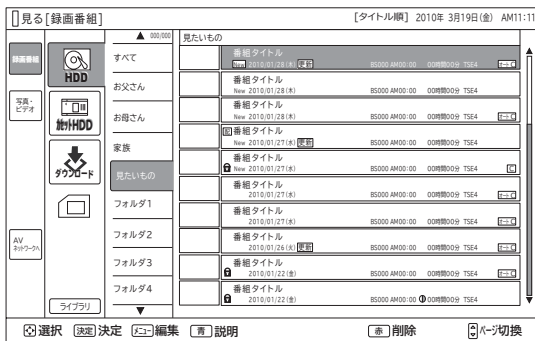 見る[録画番組] [タイトル順] 2010年 3月19日(金) AM11:11
録画番組
写真・ビデオ
AVネットワークへ
HDD
カセットHDD
ダウンロード
ライブラリ
000/000
すべて
お父さん
お母さん
家族
見たいもの
フォルダ1
フォルダ2
フォルダ3
フォルダ4
見たいもの
番組タイトル
New 2010/01/28(木) 更新 BS000 AM00:00 00時間00分 TSE4 オートC
番組タイトル
New 2010/01/28(木) BS000 AM00:00 00時間00分 TSE4
番組タイトル
New 2010/01/28(木) BS000 AM00:00 00時間00分 TSE4
番組タイトル
New 2010/01/27(水) 更新 BS000 AM00:00 00時間00分 TSE4
番組タイトル
New 2010/01/27(水) BS000 AM00:00 00時間00分 TSE4 C
番組タイトル
2010/01/27(水) BS000 AM00:00 00時間00分 TSE4
番組タイトル
2010/01/27(水) BS000 AM00:00 00時間00分 TSE4
番組タイトル
2010/01/26(火) 更新 BS000 AM00:00 00時間00分 TSE4
番組タイトル
2010/01/22(金) BS000 AM00:00 00時間00分 TSE4
番組タイトル
2010/01/22(金) BS000 AM00:00 00時間00分 TSE4
選択 決定 決定 メニュー 編集 青 説明 赤 削除 ページ切換